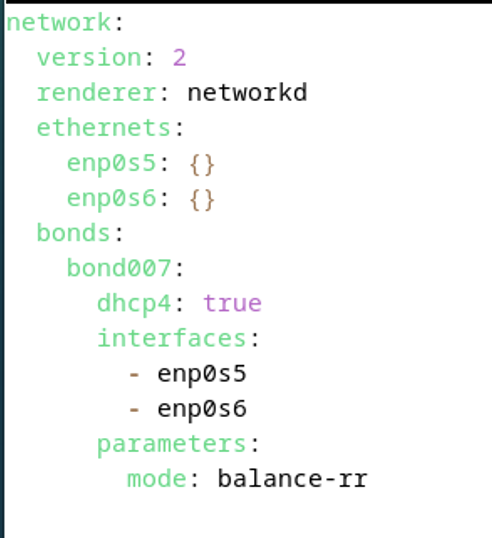 network:
  version: 2
  renderer: networkd
  ethernets:
    enp0s5: {}
    enp0s6: {}
  bonds:
    bond007:
      dhcp4: true
      interfaces:
        - enp0s5
        - enp0s6
      parameters:
        mode: balance-rr